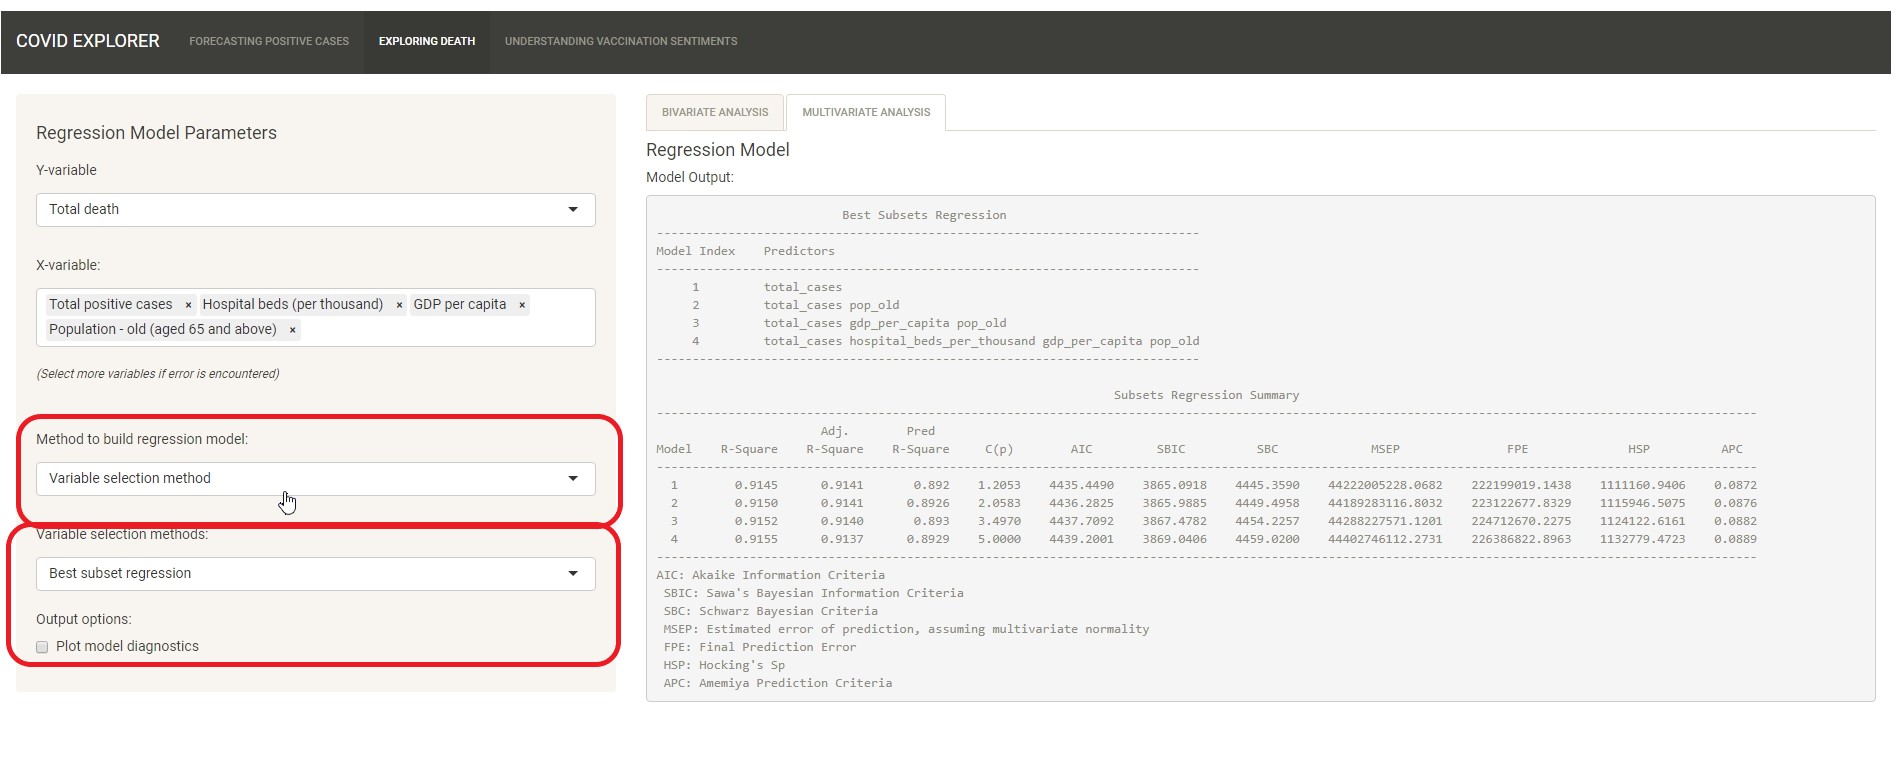 COVID EXPLORER FORECASTING POSITIVE CASES EXPLORING DEATH UNDERSTANDING VACCINATION SENTIMENTS
Regression Model Parameters
Y-variable
Total death
X-variable:
Total positive cases × Hospital beds (per thousand) × GDP per capita ×
Population - old (aged 65 and above) ×
(Select more variables if error is encountered)
Method to build regression model:
Variable selection method
Variable selection methods:
Best subset regression
Output options:
Plot model diagnostics
BIVARIATE ANALYSIS MULTIVARIATE ANALYSIS
Regression Model
Model Output:
Best Subsets Regression
Model Index Predictors
1 total_cases
2 total_cases pop_old
3 total_cases gdp_per_capita pop_old
4 total_cases hospital_beds_per_thousand gdp_per_capita pop_old
Subsets Regression Summary
Adj. Pred
Model R-Square R-Square R-Square C(p) AIC SBIC SBC MSEP FPE HSP APC
1 0.9145 0.9141 0.892 1.2053 4435.4490 3865.0918 4445.3590 44222005228.0682 222199019.1438 1111160.9406 0.0872
2 0.9150 0.9141 0.8926 2.0583 4436.2825 3865.9885 4449.4958 44189283116.8032 223122677.8329 1115946.5075 0.0876
3 0.9152 0.9140 0.893 3.4970 4437.7092 3867.4782 4454.2257 44288227571.1201 224712670.2275 1124122.6161 0.0882
4 0.9155 0.9137 0.8929 5.0000 4439.2001 3869.0406 4459.0200 44402746112.2731 226386822.8963 1132779.4723 0.0889
AIC: Akaike Information Criteria
SBIC: Sawa's Bayesian Information Criteria
SBC: Schwarz Bayesian Criteria
MSEP: Estimated error of prediction, assuming multivariate normality
FPE: Final Prediction Error
HSP: Hocking's Sp
APC: Amemiya Prediction Criteria